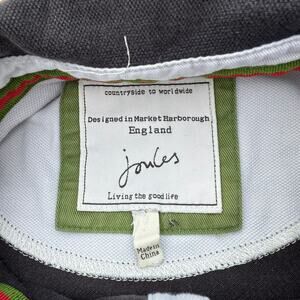 countryside to worldwide
Designed in Market Harborough
England
joules
Living the good life
Made in
China